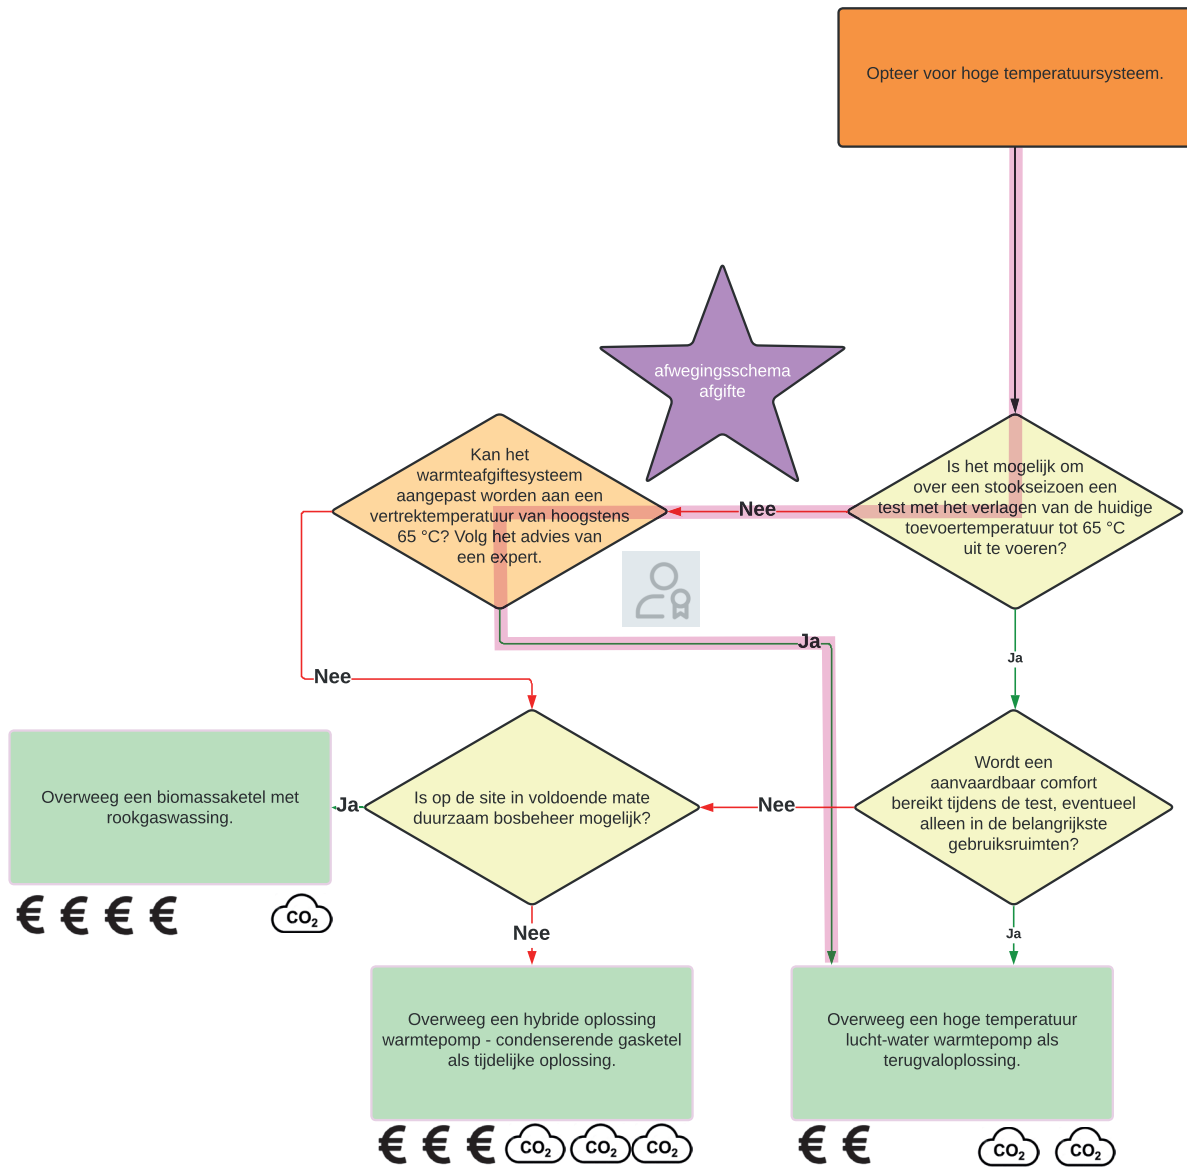 Opteer voor hoge temperatuursysteem.
afwegingsschema
afgifte
Kan het
warmteafgiftesysteem
aangepast worden aan een
vertrektemperatuur van hoogstens
65 °C? Volg het advies van
een expert.
Nee
Is het mogelijk om
over een stookseizoen een
test met het verlagen van de huidige
toevoertemperatuur tot 65 °C
uit te voeren?
Ja
Ja
Nee
Wordt een
aanvaardbaar comfort
bereikt tijdens de test, eventueel
alleen in de belangrijkste
gebruiksruimten?
Nee
Is op de site in voldoende mate
duurzaam bosbeheer mogelijk?
Ja
Overweeg een biomassaketel met
rookgaswassing.
€ € € € CO2
Nee
Ja
Overweeg een hybride oplossing
warmtepomp - condenserende gasketel
als tijdelijke oplossing.
€ € € CO2 CO2 CO2
Overweeg een hoge temperatuur
lucht-water warmtepomp als
terugvaloplossing.
€ € CO2 CO2